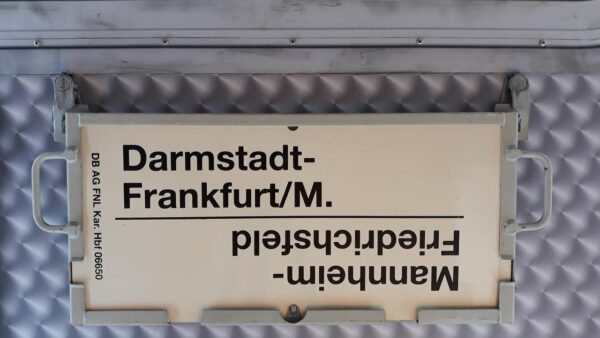 Darmstadt-
Frankfurt/M.
Mannheim-
Friedrichsfeld
DB AG FNL Kar. Hbf 06650